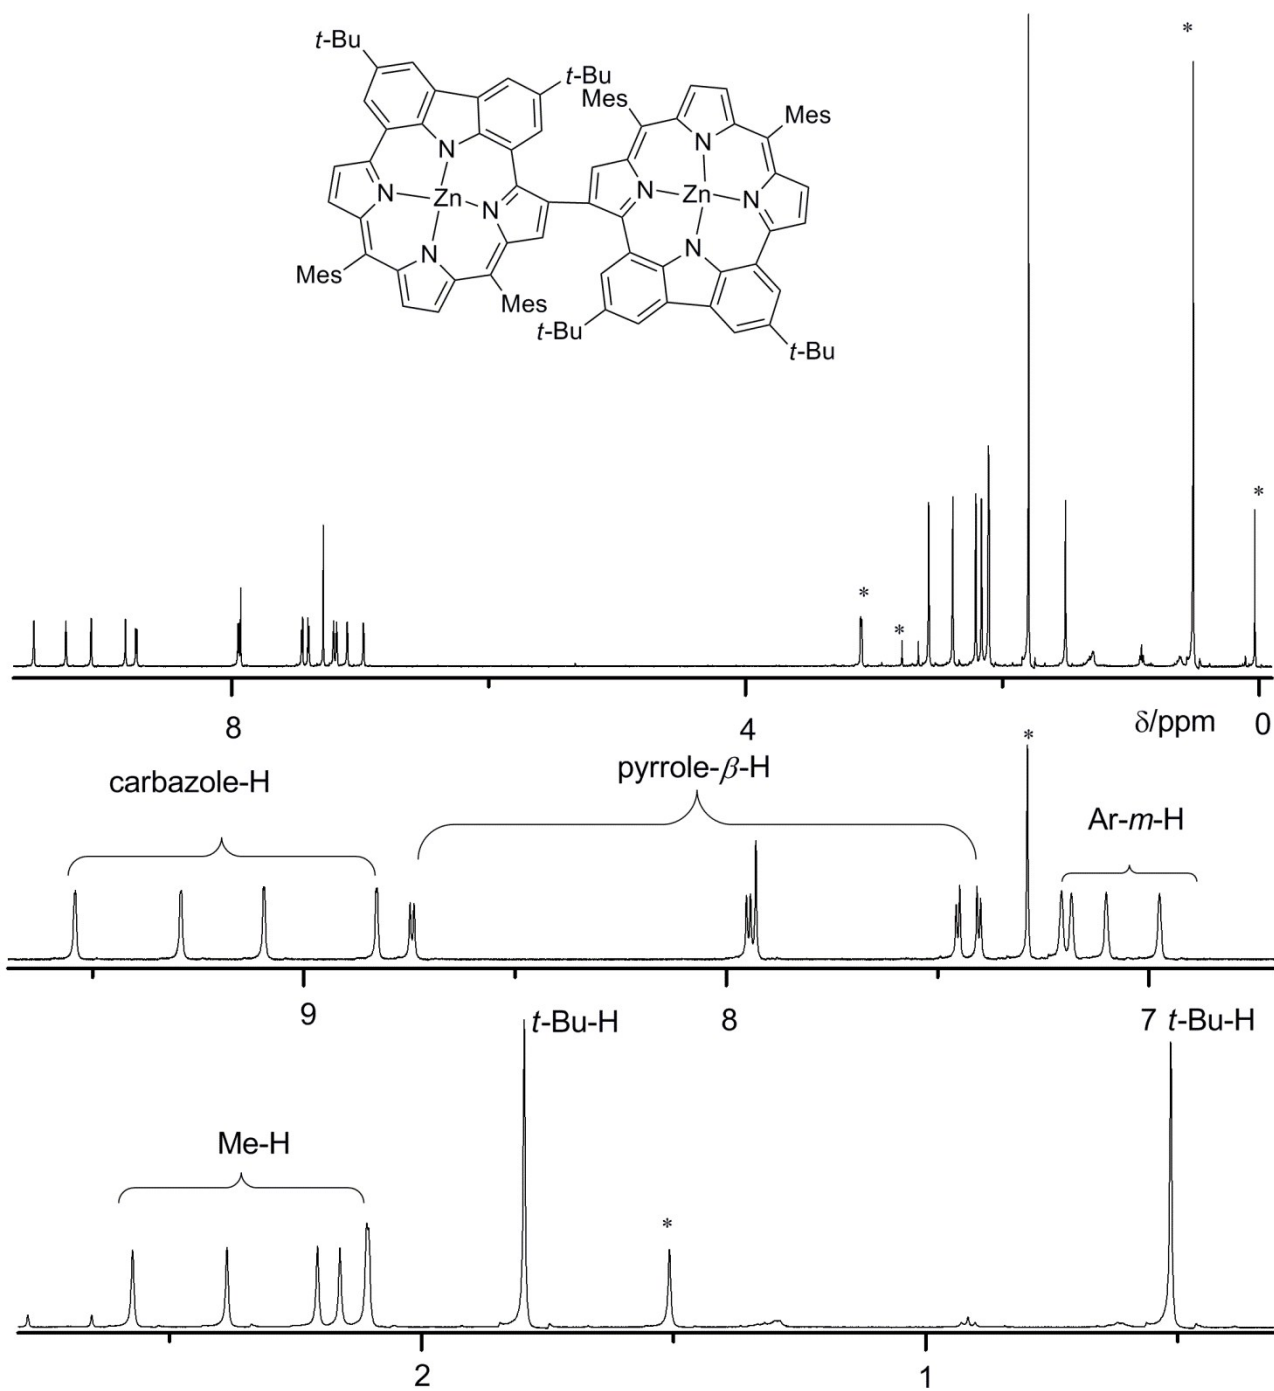 t-Bu
t-Bu
Mes
Mes
N
N
N
Zn
N
N
Zn
N
N
N
Mes
Mes
t-Bu
t-Bu
*
*
*
*
8
4
δ/ppm
0
carbazole-H
pyrrole-β-H
*
Ar-m-H
9
8
7
t-Bu-H
t-Bu-H
Me-H
*
2
1